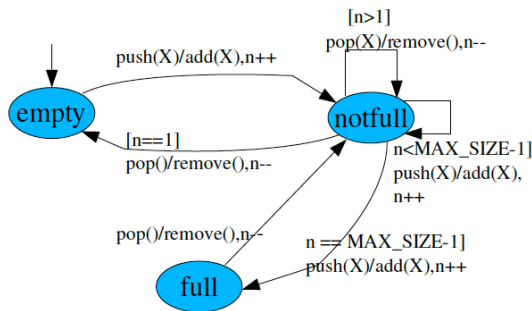 [n>1]
pop(X)/remove(),n--
push(X)/add(X),n++
empty
notfull
[n==1]
pop()/remove(),n--
n<MAX_SIZE-1]
push(X)/add(X),
n++
pop()/remove(),n--
n == MAX_SIZE-1]
push(X)/add(X),n++
full